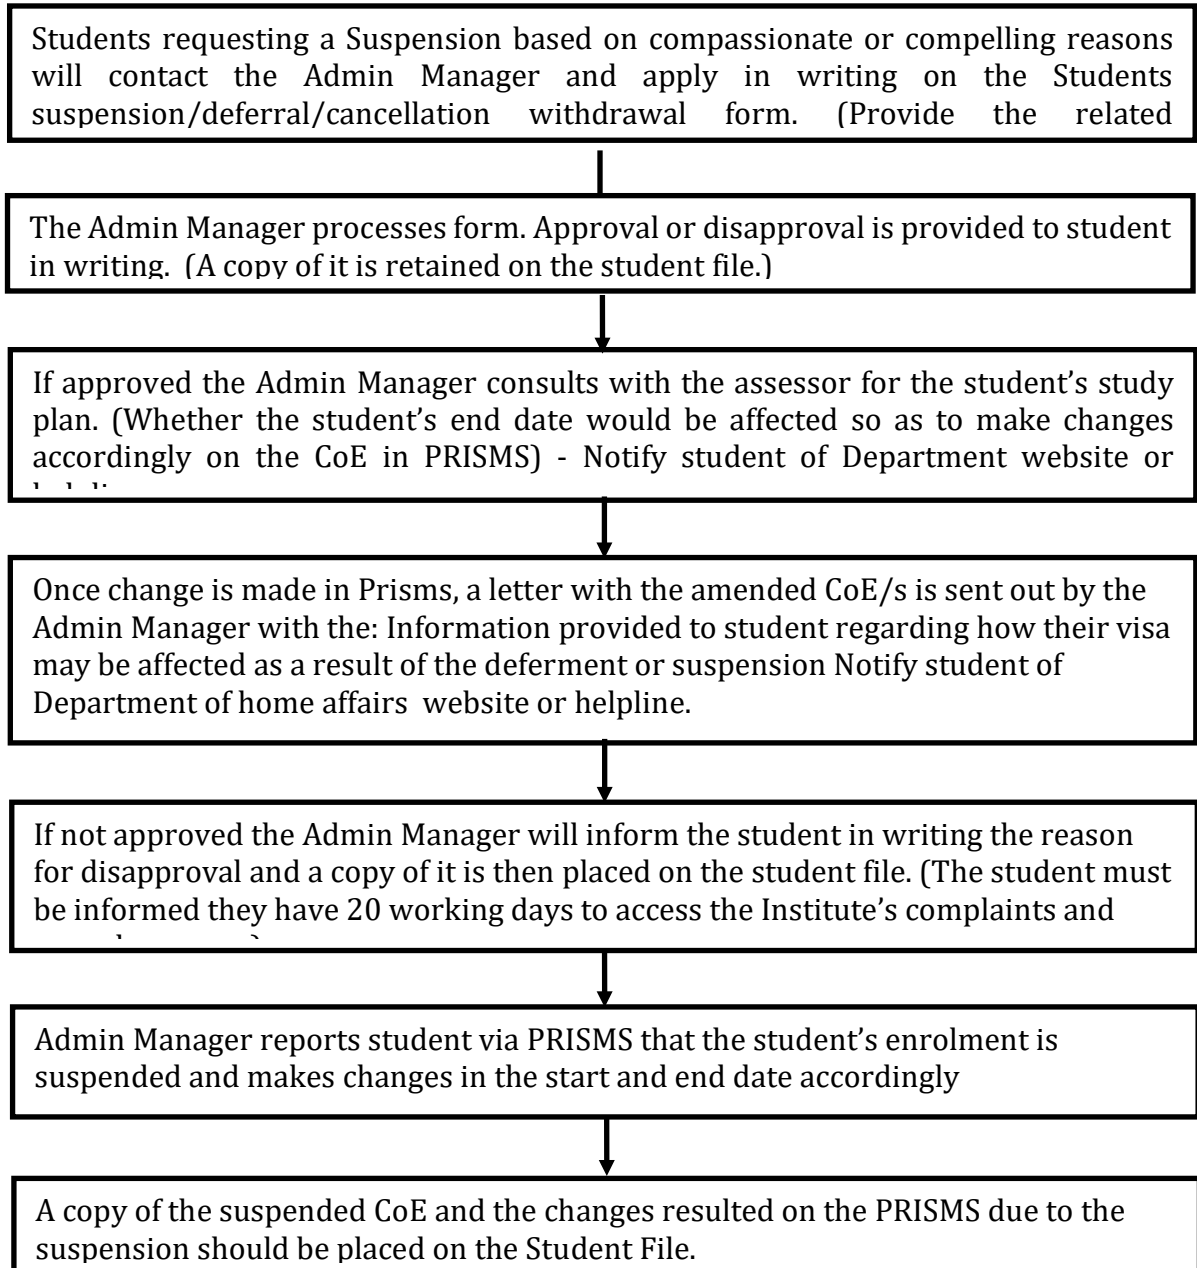 Students requesting a Suspension based on compassionate or compelling reasons
will contact the Admin Manager and apply in writing on the Students
suspension/deferral/cancellation withdrawal form. (Provide the related
The Admin Manager processes form. Approval or disapproval is provided to student
in writing. (A copy of it is retained on the student file.)
If approved the Admin Manager consults with the assessor for the student’s study
plan. (Whether the student’s end date would be affected so as to make changes
accordingly on the CoE in PRISMS) - Notify student of Department website or
Once change is made in Prisms, a letter with the amended CoE/s is sent out by the
Admin Manager with the: Information provided to student regarding how their visa
may be affected as a result of the deferment or suspension Notify student of
Department of home affairs website or helpline.
If not approved the Admin Manager will inform the student in writing the reason
for disapproval and a copy of it is then placed on the student file. (The student must
be informed they have 20 working days to access the Institute’s complaints and
Admin Manager reports student via PRISMS that the student’s enrolment is
suspended and makes changes in the start and end date accordingly
A copy of the suspended CoE and the changes resulted on the PRISMS due to the
suspension should be placed on the Student File.